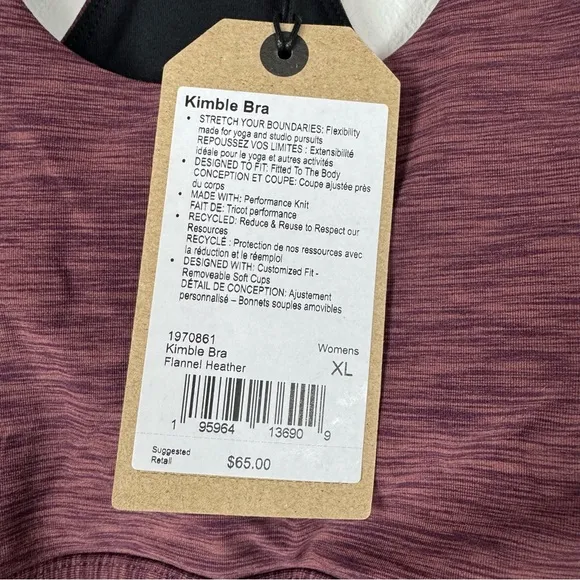 Kimble Bra
• STRETCH YOUR BOUNDARIES: Flexibility
made for yoga and studio pursuits
REPOUSSEZ VOS LIMITES : Extensibilité
idéale pour le yoga et autres activités
• DESIGNED TO FIT: Fitted To The Body
CONCEPTION ET COUPE: Coupe ajustée près
du corps
• MADE WITH: Performance Knit
FAIT DE: Tricot performance
• RECYCLED: Reduce & Reuse to Respect our
Resources
RECYCLÉ : Protection de nos ressources avec
la réduction et le réemploi
• DESIGNED WITH: Customized Fit -
Removeable Soft Cups
DÉTAIL DE CONCEPTION: Ajustement
personnalisé – Bonnets souples amovibles
1970861
Kimble Bra Womens
Flannel Heather XL
1 95964 13690 9
Suggested
Retail $65.00